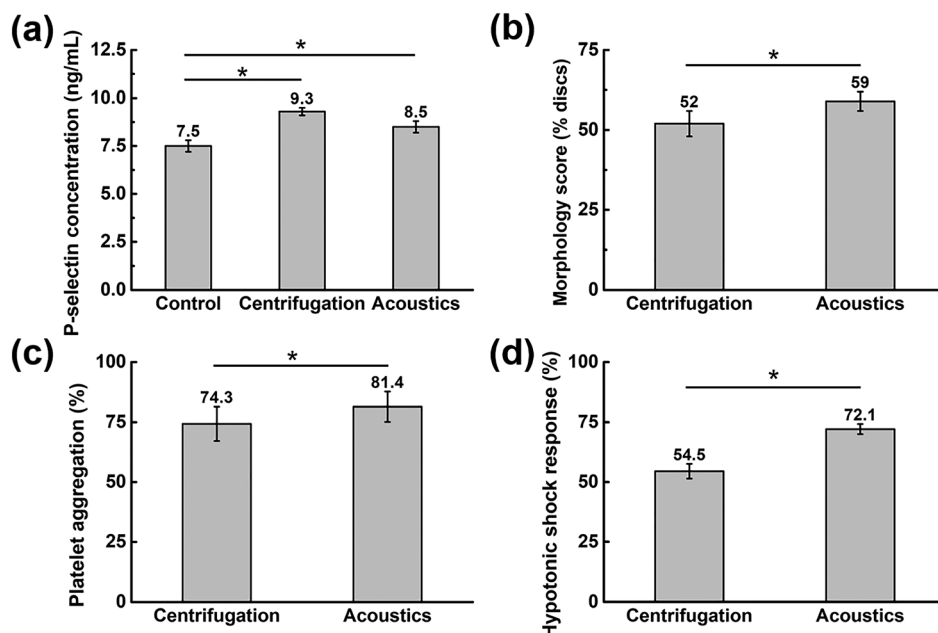 (a)
P-selectin concentration (ng/mL)
12.5
10.0
7.5
5.0
2.5
0.0
*
*
7.5
9.3
8.5
Control
Centrifugation
Acoustics
(b)
Morphology score (% discs)
75
50
25
0
*
52
59
Centrifugation
Acoustics
(c)
Platelet aggregation (%)
100
75
50
25
0
*
74.3
81.4
Centrifugation
Acoustics
(d)
Hypotonic shock response (%)
100
75
50
25
0
*
54.5
72.1
Centrifugation
Acoustics